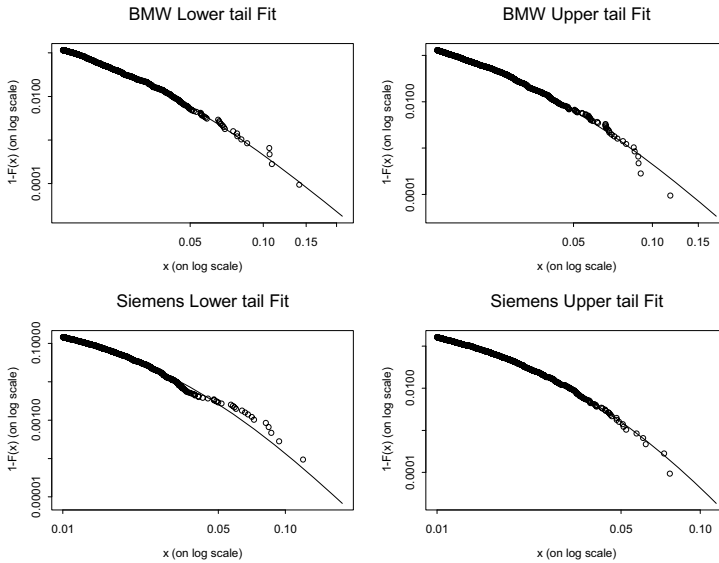 BMW Lower tail Fit
1-F(x) (on log scale)
0.0100
0.0001
0.05
0.10
0.15
x (on log scale)
BMW Upper tail Fit
1-F(x) (on log scale)
0.0100
0.0001
0.05
0.10
0.15
x (on log scale)
Siemens Lower tail Fit
1-F(x) (on log scale)
0.10000
0.00100
0.00001
0.01
0.05
0.10
x (on log scale)
Siemens Upper tail Fit
1-F(x) (on log scale)
0.0100
0.0001
0.01
0.05
0.10
x (on log scale)